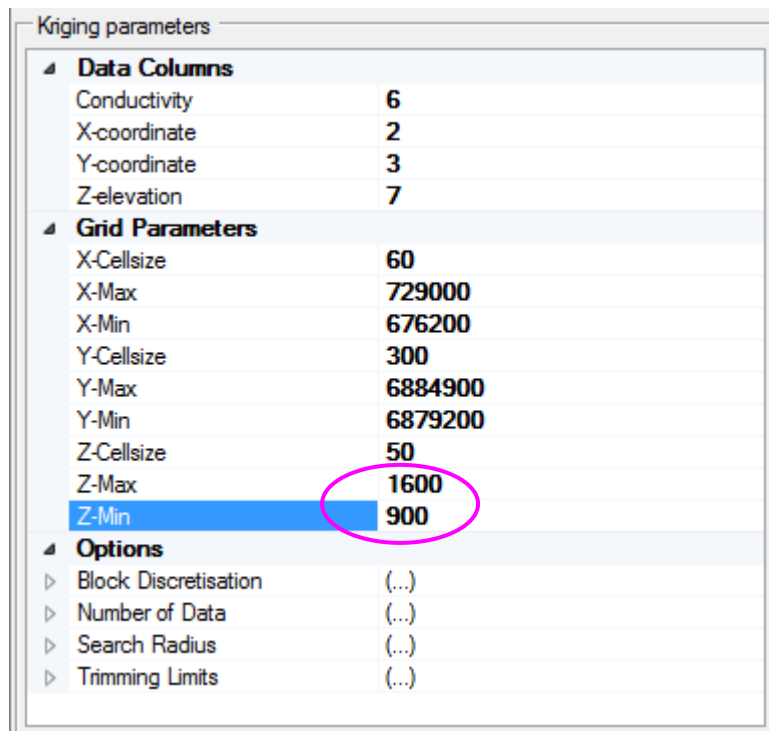 Kriging parameters
Data Columns
Conductivity 6
X-coordinate 2
Y-coordinate 3
Z-elevation 7
Grid Parameters
X-Cellsize 60
X-Max 729000
X-Min 676200
Y-Cellsize 300
Y-Max 6884900
Y-Min 6879200
Z-Cellsize 50
Z-Max 1600
Z-Min 900
Options
Block Discretisation (...)
Number of Data (...)
Search Radius (...)
Trimming Limits (...)